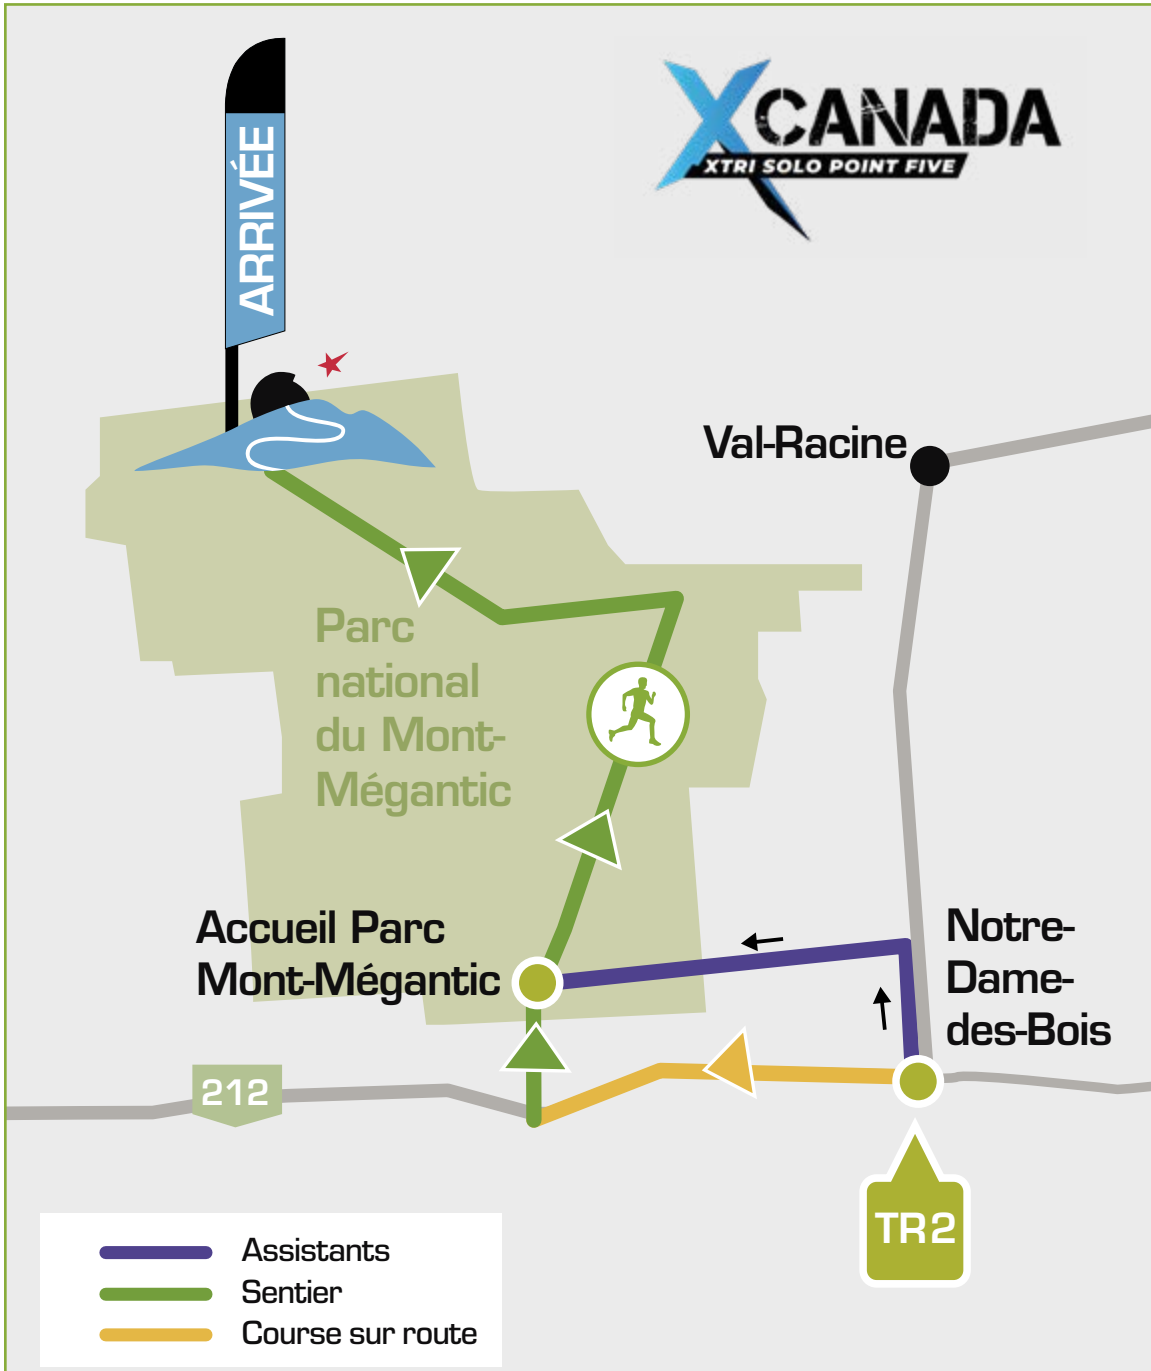 XCANADA
XTRI SOLO POINT FIVE
ARRIVÉE
Val-Racine
Parc
national
du Mont-
Mégantic
Accueil Parc
Mont-Mégantic
Notre-
Dame-
des-Bois
212
TR2
Assistants
Sentier
Course sur route